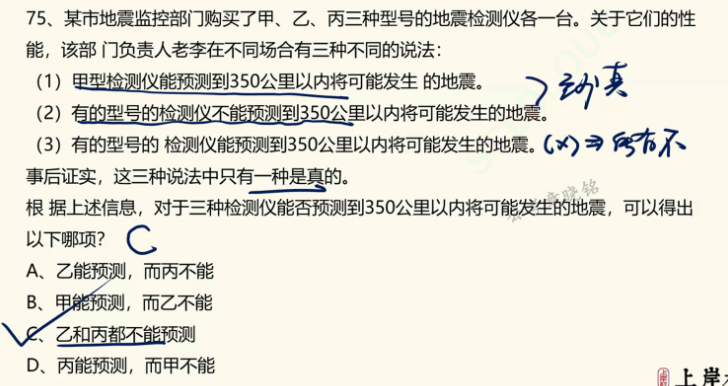 75、某市地震监控部门购买了甲、乙、丙三种型号的地震检测仪各一台。关于它们的性
能，该部 门负责人老李在不同场合有三种不同的说法：
（1）甲型检测仪能预测到350公里以内将可能发生 的地震。
（2）有的型号的检测仪不能预测到350公里以内将可能发生的地震。
（3）有的型号的 检测仪能预测到350公里以内将可能发生的地震。(×)⇒所有不
事后证实，这三种说法中只有一种是真的。
根 据上述信息，对于三种检测仪能否预测到350公里以内将可能发生的地震，可以得出
以下哪项？ C
A、乙能预测，而丙不能
B、甲能预测，而乙不能
C、乙和丙都不能预测
D、丙能预测，而甲不能
上岸